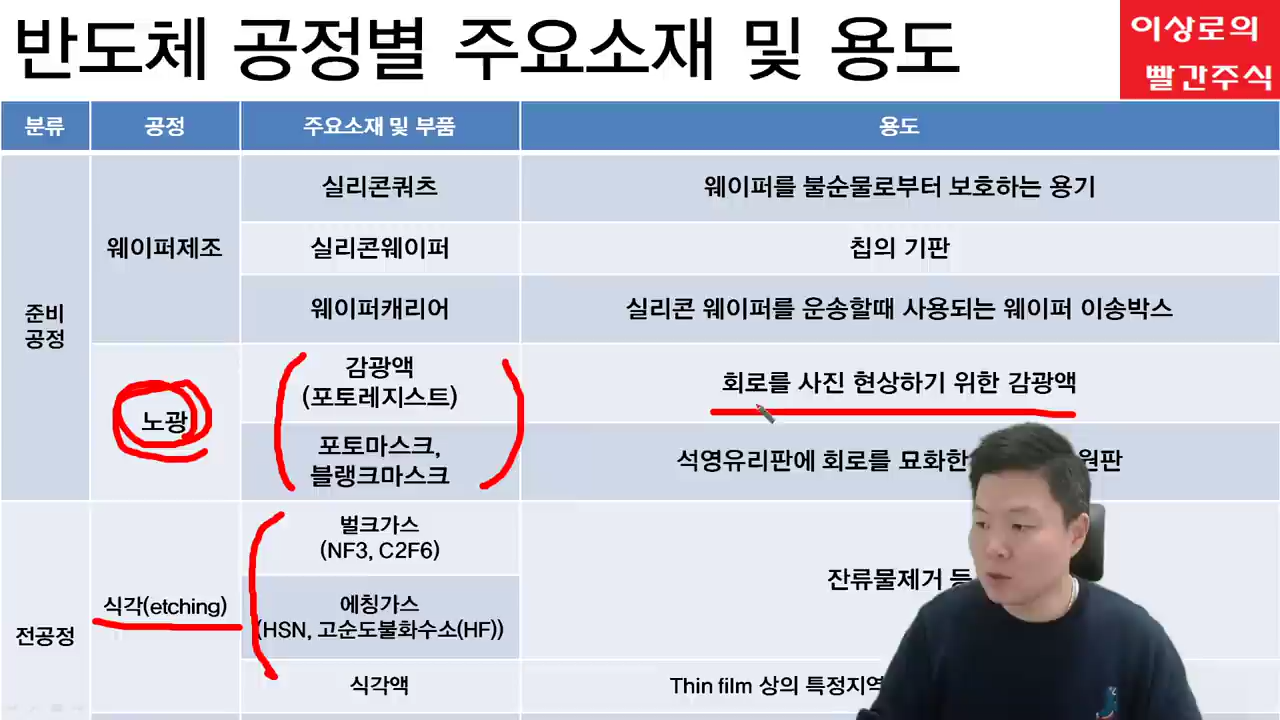 반도체 공정별 주요소재 및 용도
이상로의
빨간주식
분류
공정
주요소재 및 부품
용도
준비
공정
웨이퍼제조
실리콘쿼츠
웨이퍼를 불순물로부터 보호하는 용기
실리콘웨이퍼
칩의 기판
웨이퍼캐리어
실리콘 웨이퍼를 운송할때 사용되는 웨이퍼 이송박스
노광
감광액
(포토레지스트)
회로를 사진 현상하기 위한 감광액
포토마스크,
블랭크마스크
석영유리판에 회로를 묘화한 원판
전공정
식각(etching)
벌크가스
(NF3, C2F6)
에칭가스
(HSN, 고순도불화수소(HF))
잔류물제거 등
식각액
Thin film 상의 특정지역